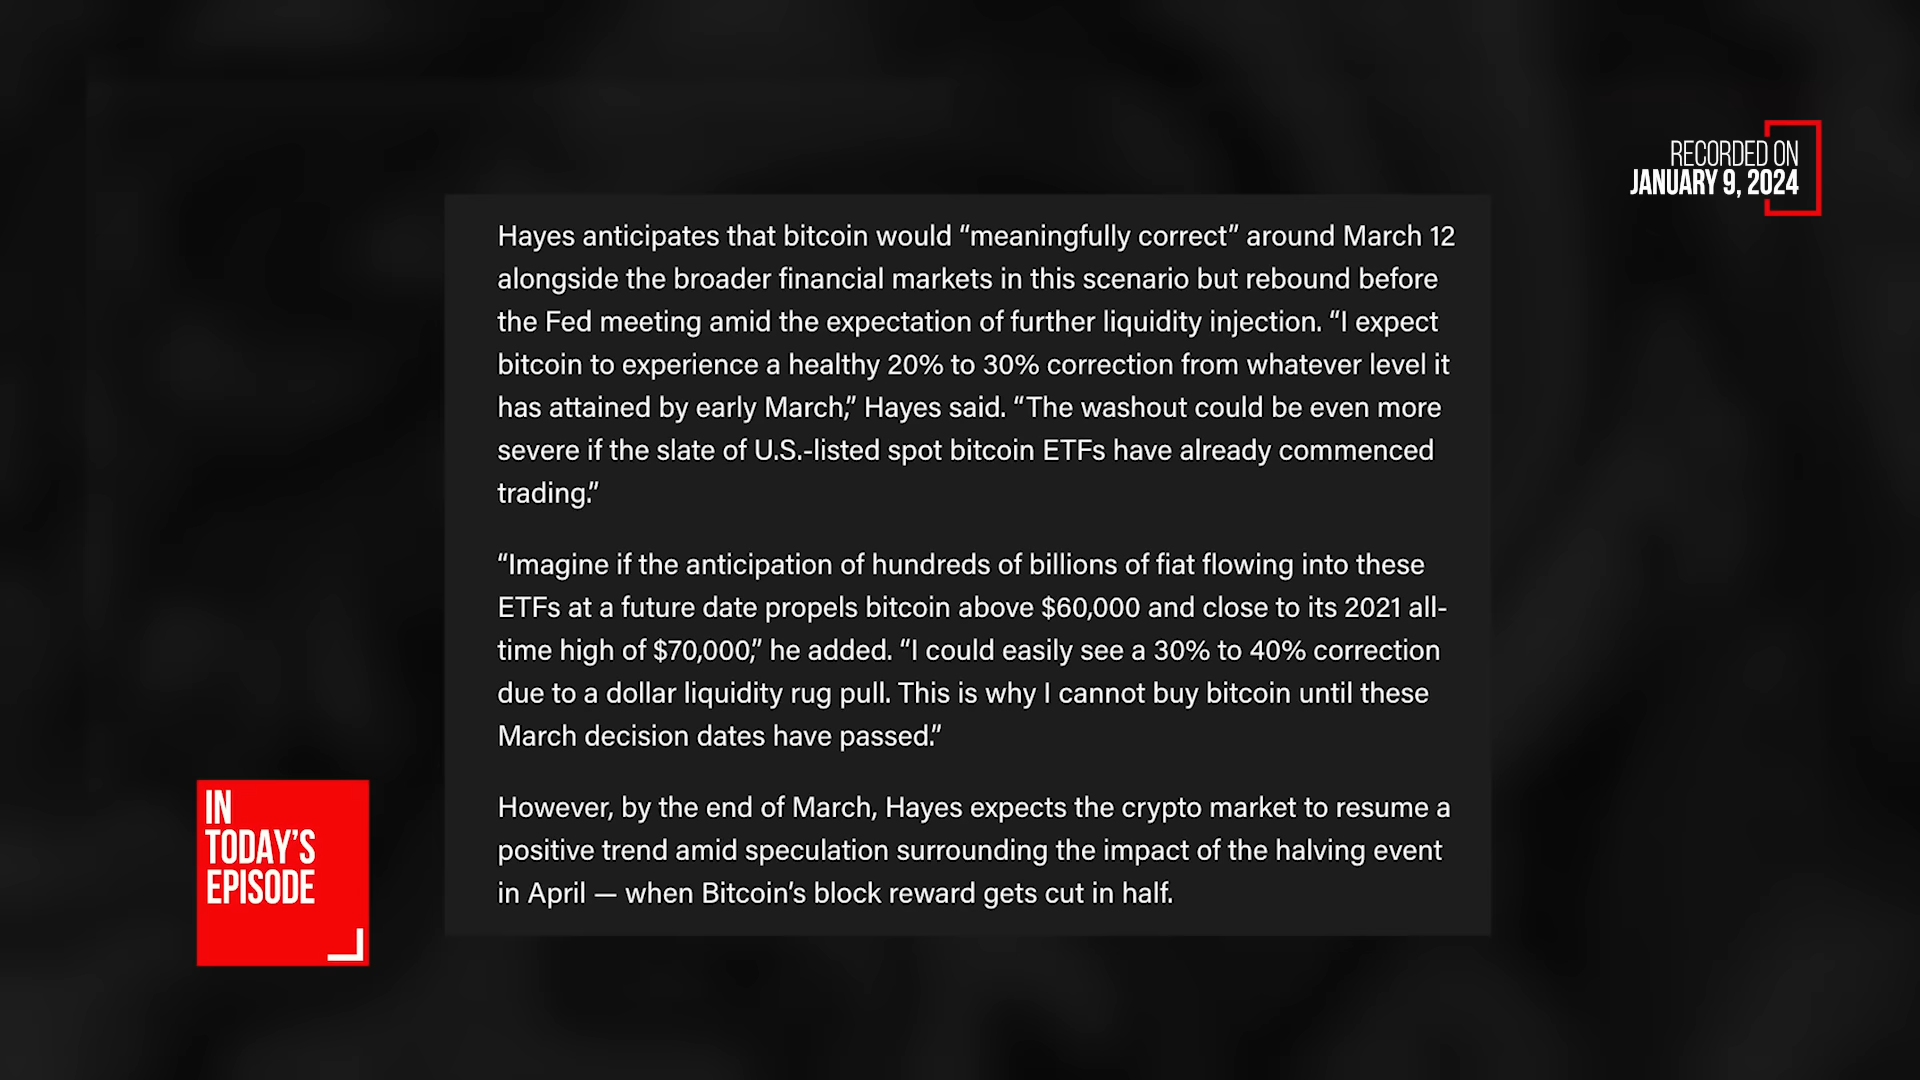 RECORDED ON
JANUARY 9, 2024
Hayes anticipates that bitcoin would “meaningfully correct” around March 12
alongside the broader financial markets in this scenario but rebound before
the Fed meeting amid the expectation of further liquidity injection. “I expect
bitcoin to experience a healthy 20% to 30% correction from whatever level it
has attained by early March,” Hayes said. “The washout could be even more
severe if the slate of U.S.-listed spot bitcoin ETFs have already commenced
trading.”
“Imagine if the anticipation of hundreds of billions of fiat flowing into these
ETFs at a future date propels bitcoin above $60,000 and close to its 2021 all-
time high of $70,000,” he added. “I could easily see a 30% to 40% correction
due to a dollar liquidity rug pull. This is why I cannot buy bitcoin until these
March decision dates have passed.”
However, by the end of March, Hayes expects the crypto market to resume a
positive trend amid speculation surrounding the impact of the halving event
in April — when Bitcoin’s block reward gets cut in half.
IN
TODAY’S
EPISODE